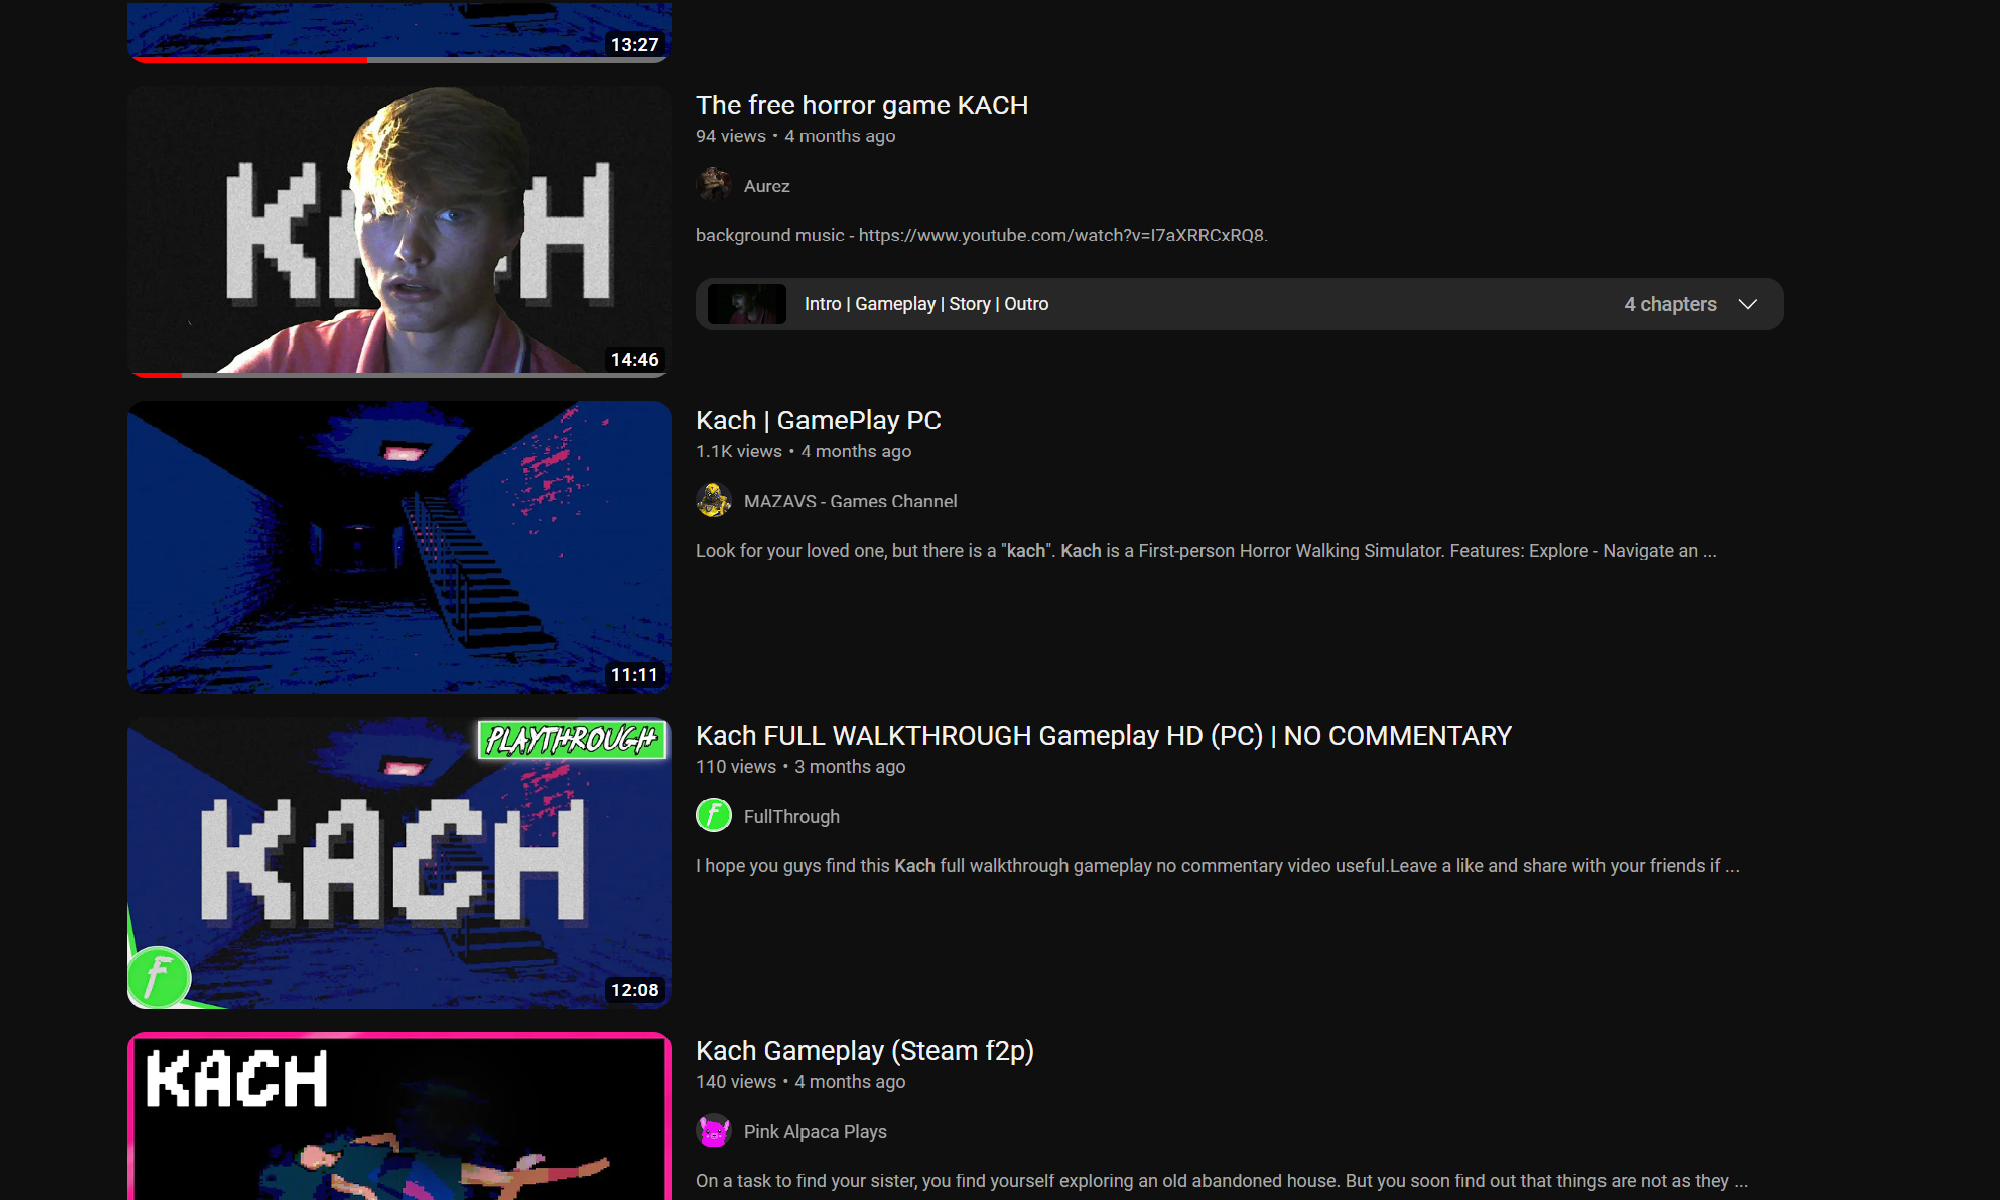 13:27
KACH
14:46
The free horror game KACH
94 views • 4 months ago
Aurez
background music - https://www.youtube.com/watch?v=I7aXRRCxRQ8.
Intro | Gameplay | Story | Outro
4 chapters
11:11
Kach | GamePlay PC
1.1K views • 4 months ago
MAZAVS - Games Channel
Look for your loved one, but there is a "kach". Kach is a First-person Horror Walking Simulator. Features: Explore - Navigate an ...
PLAYTHROUGH
KACH
F
12:08
Kach FULL WALKTHROUGH Gameplay HD (PC) | NO COMMENTARY
110 views • 3 months ago
F
FullThrough
I hope you guys find this Kach full walkthrough gameplay no commentary video useful.Leave a like and share with your friends if ...
KACH
Kach Gameplay (Steam f2p)
140 views • 4 months ago
Pink Alpaca Plays
On a task to find your sister, you find yourself exploring an old abandoned house. But you soon find out that things are not as they ...